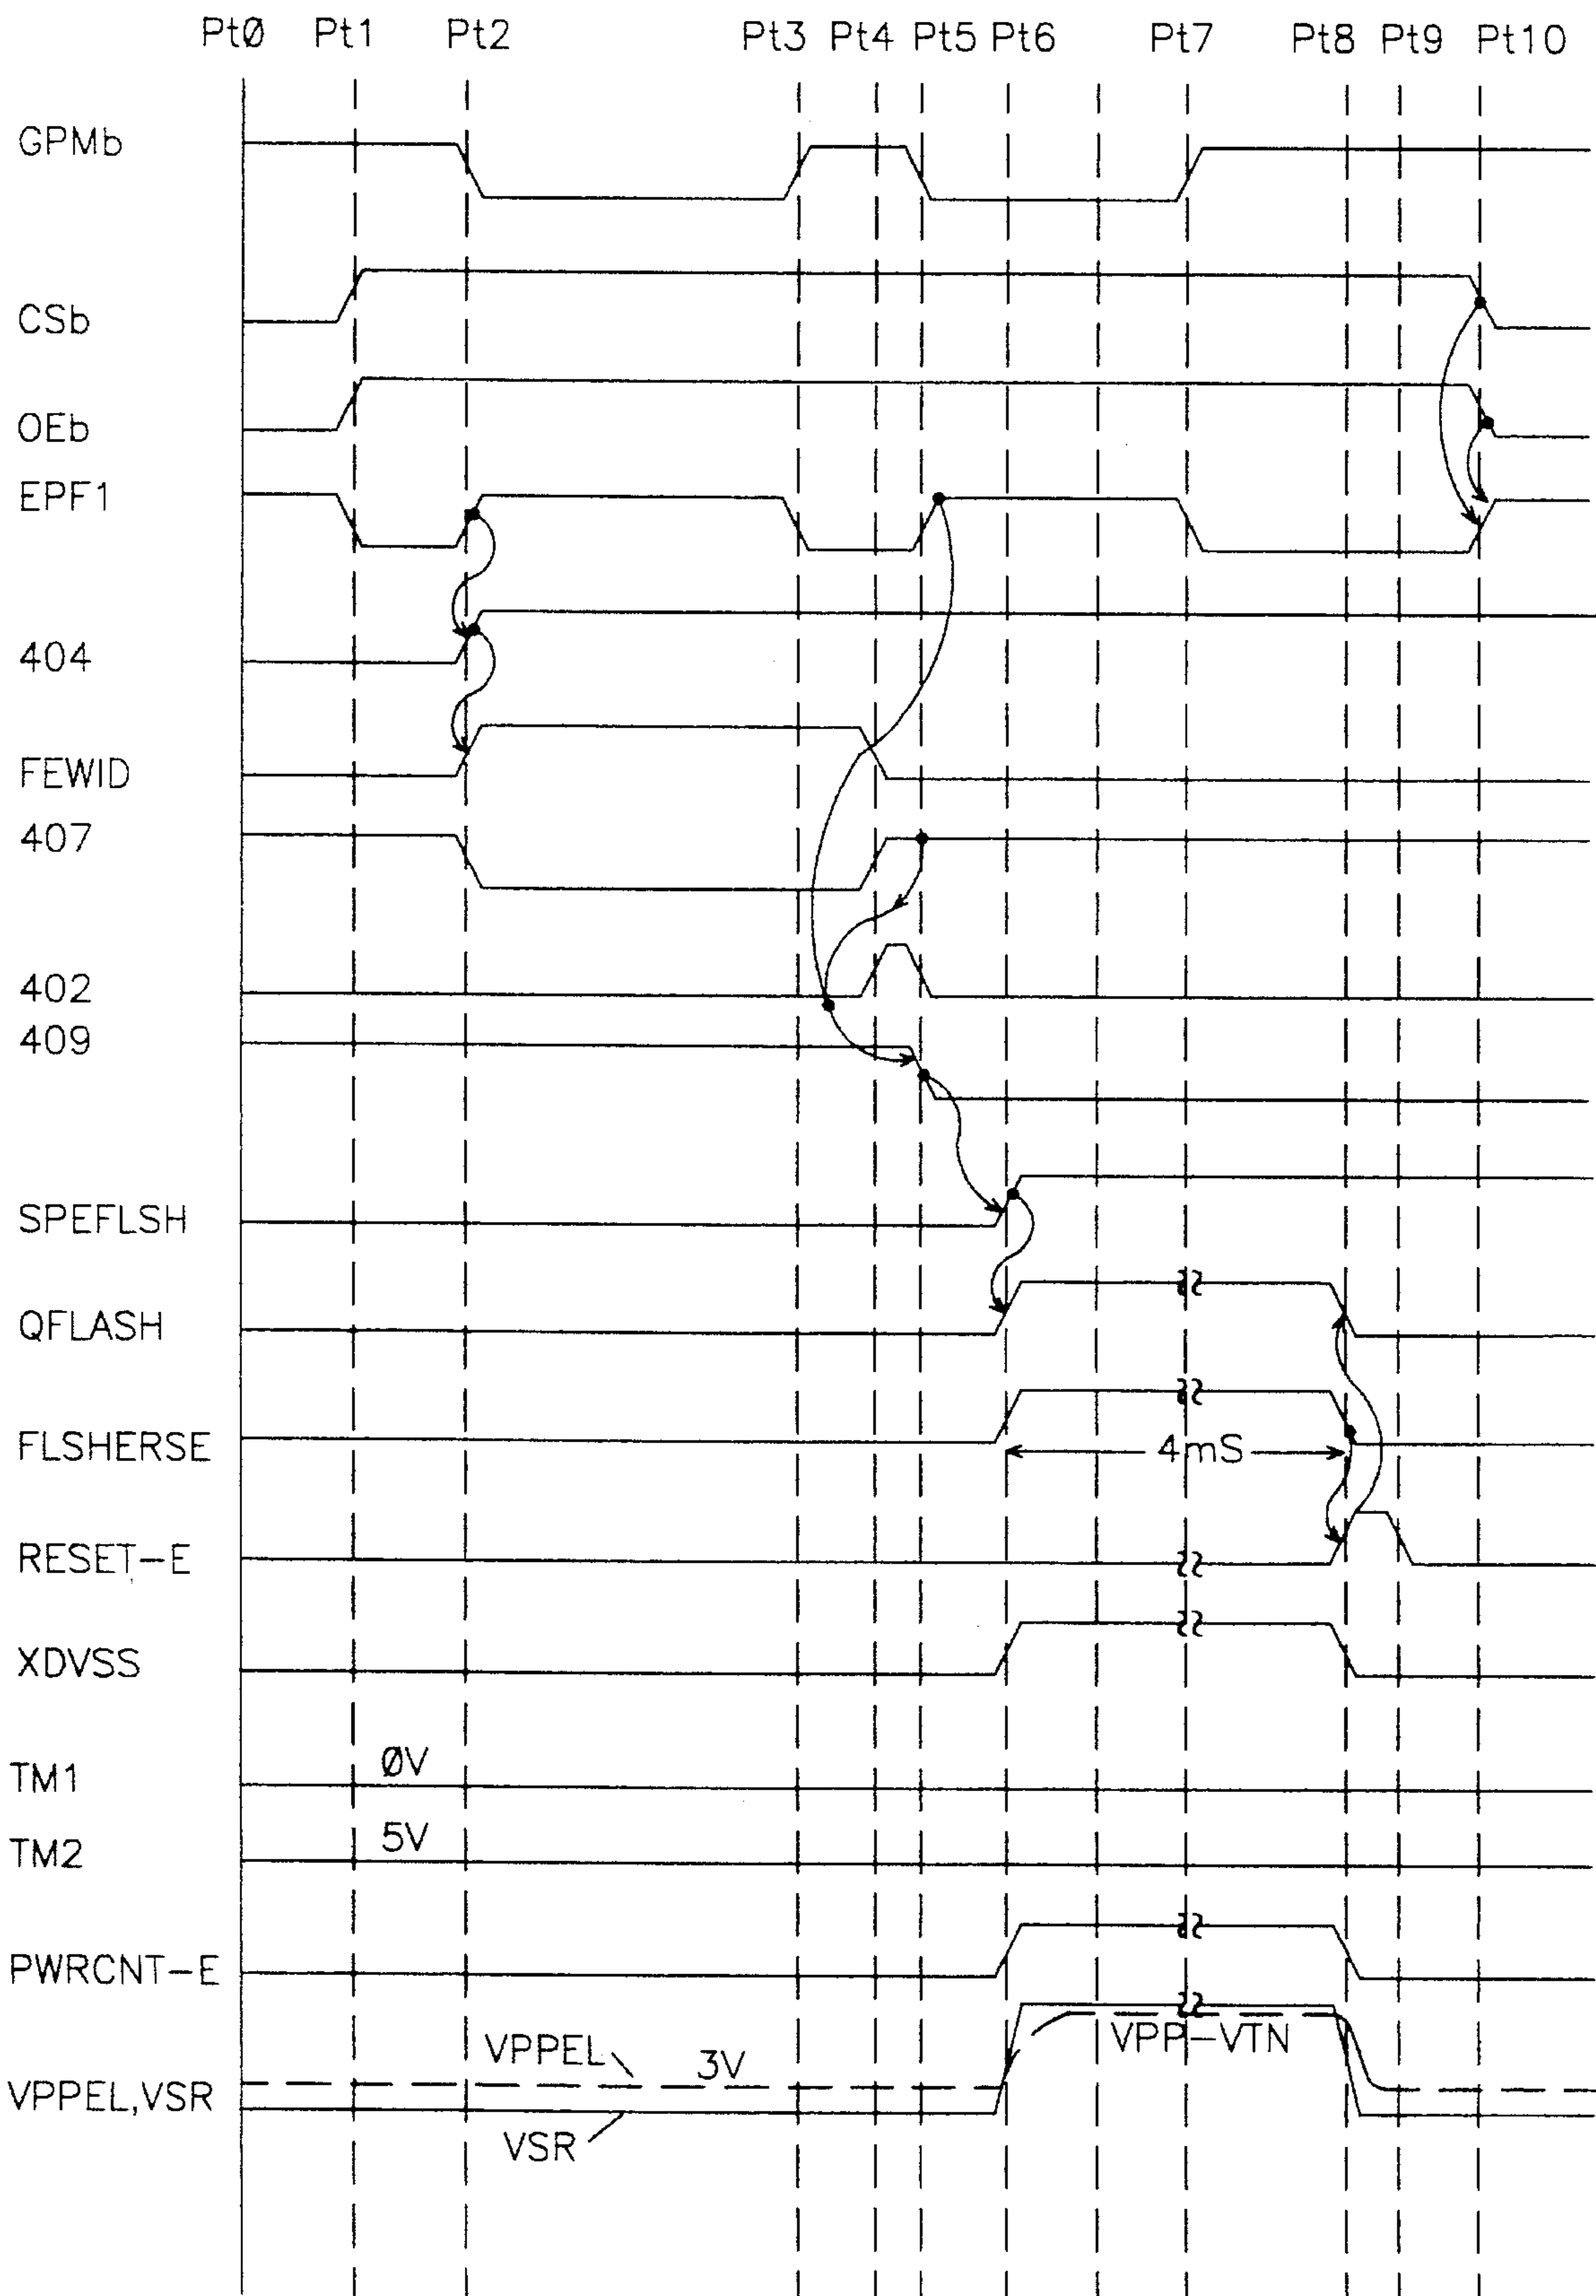 PtØ Pt1 Pt2 Pt3 Pt4 Pt5 Pt6 Pt7 Pt8 Pt9 Pt10
GPMb
CSb
OEb
EPF1
404
FEWID
407
402
409
SPEFLSH
QFLASH
FLSHERSE
4mS
RESET-E
XDVSS
TM1 ØV
TM2 5V
PWRCNT-E
VPP-VTN
VPPEL 3V
VPPEL,VSR
VSR